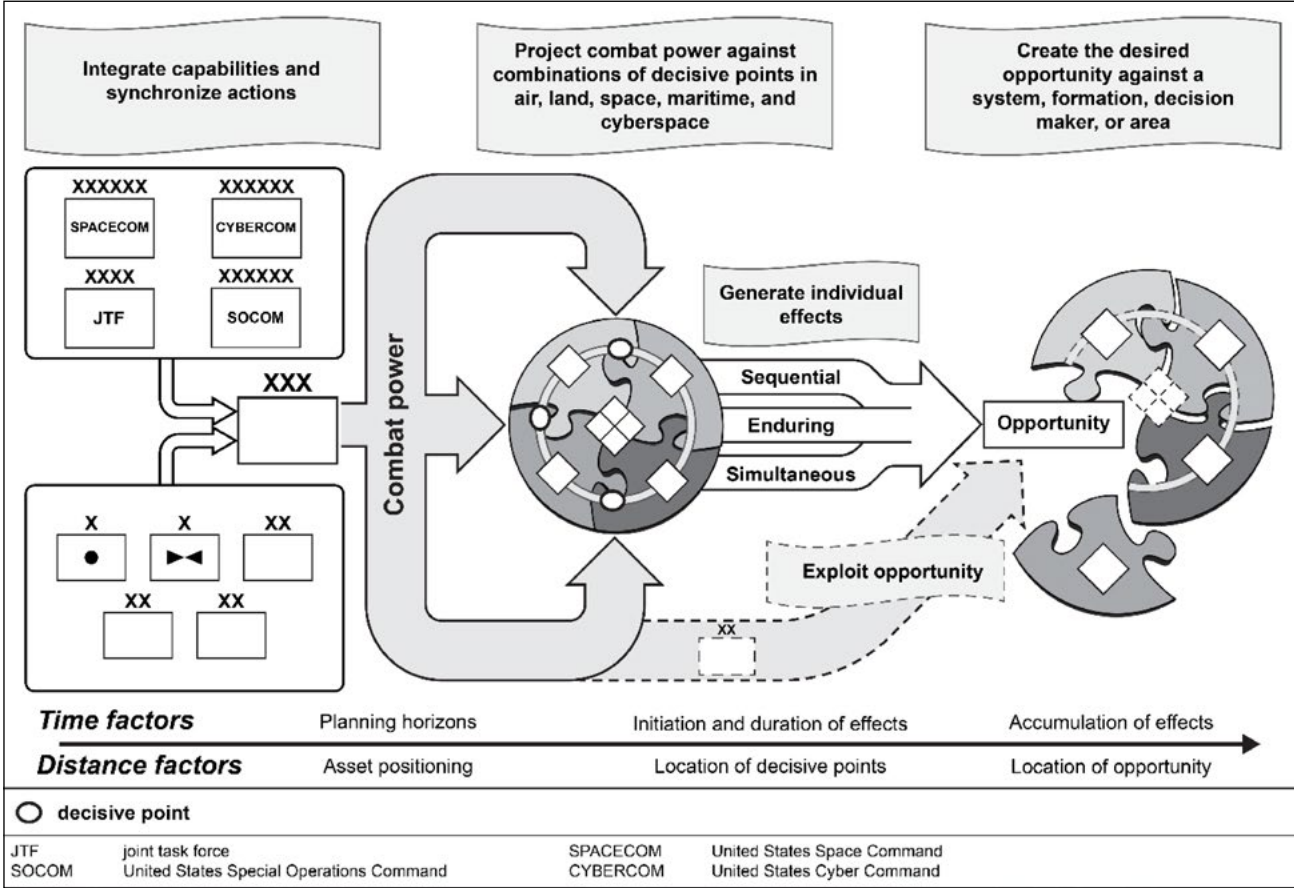 Integrate capabilities and
synchronize actions
Project combat power against
combinations of decisive points in
air, land, space, maritime, and
cyberspace
Create the desired
opportunity against a
system, formation, decision
maker, or area
XXXXXX
SPACECOM
XXXXXX
CYBERCOM
XXXX
JTF
XXXXXX
SOCOM
XXX
X
X
XX
XX
XX
Combat power
Generate individual
effects
Sequential
Enduring
Simultaneous
Opportunity
Exploit opportunity
XX
Time factors
Planning horizons
Initiation and duration of effects
Accumulation of effects
Distance factors
Asset positioning
Location of decisive points
Location of opportunity
decisive point
JTF joint task force
SOCOM United States Special Operations Command
SPACECOM United States Space Command
CYBERCOM United States Cyber Command